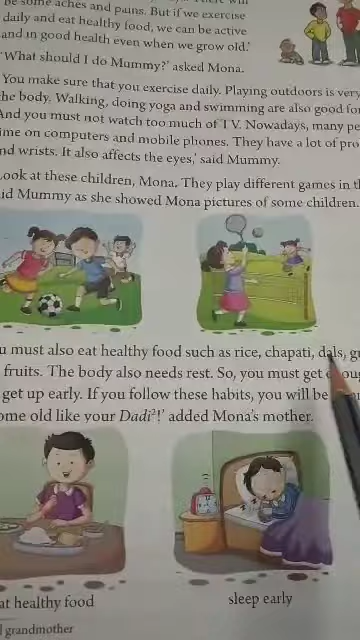 be some aches and pains. But if we exercise
daily and eat healthy food, we can be active
and in good health even when we grow old.'
'What should I do Mummy?' asked Mona.
'You make sure that you exercise daily. Playing outdoors is very
the body. Walking, doing yoga and swimming are also good fo
And you must not watch too much of TV. Nowadays, many pe
ime on computers and mobile phones. They have a lot of pro
nd wrists. It also affects the eyes,' said Mummy.
Look at these children, Mona. They play different games in t
id Mummy as she showed Mona pictures of some children.
u must also eat healthy food such as rice, chapati, dals, g
fruits. The body also needs rest. So, you must get
get up early. If you follow these habits, you will be
ome old like your Dadi³!' added Mona's mother.
at healthy food
sleep early
grandmother